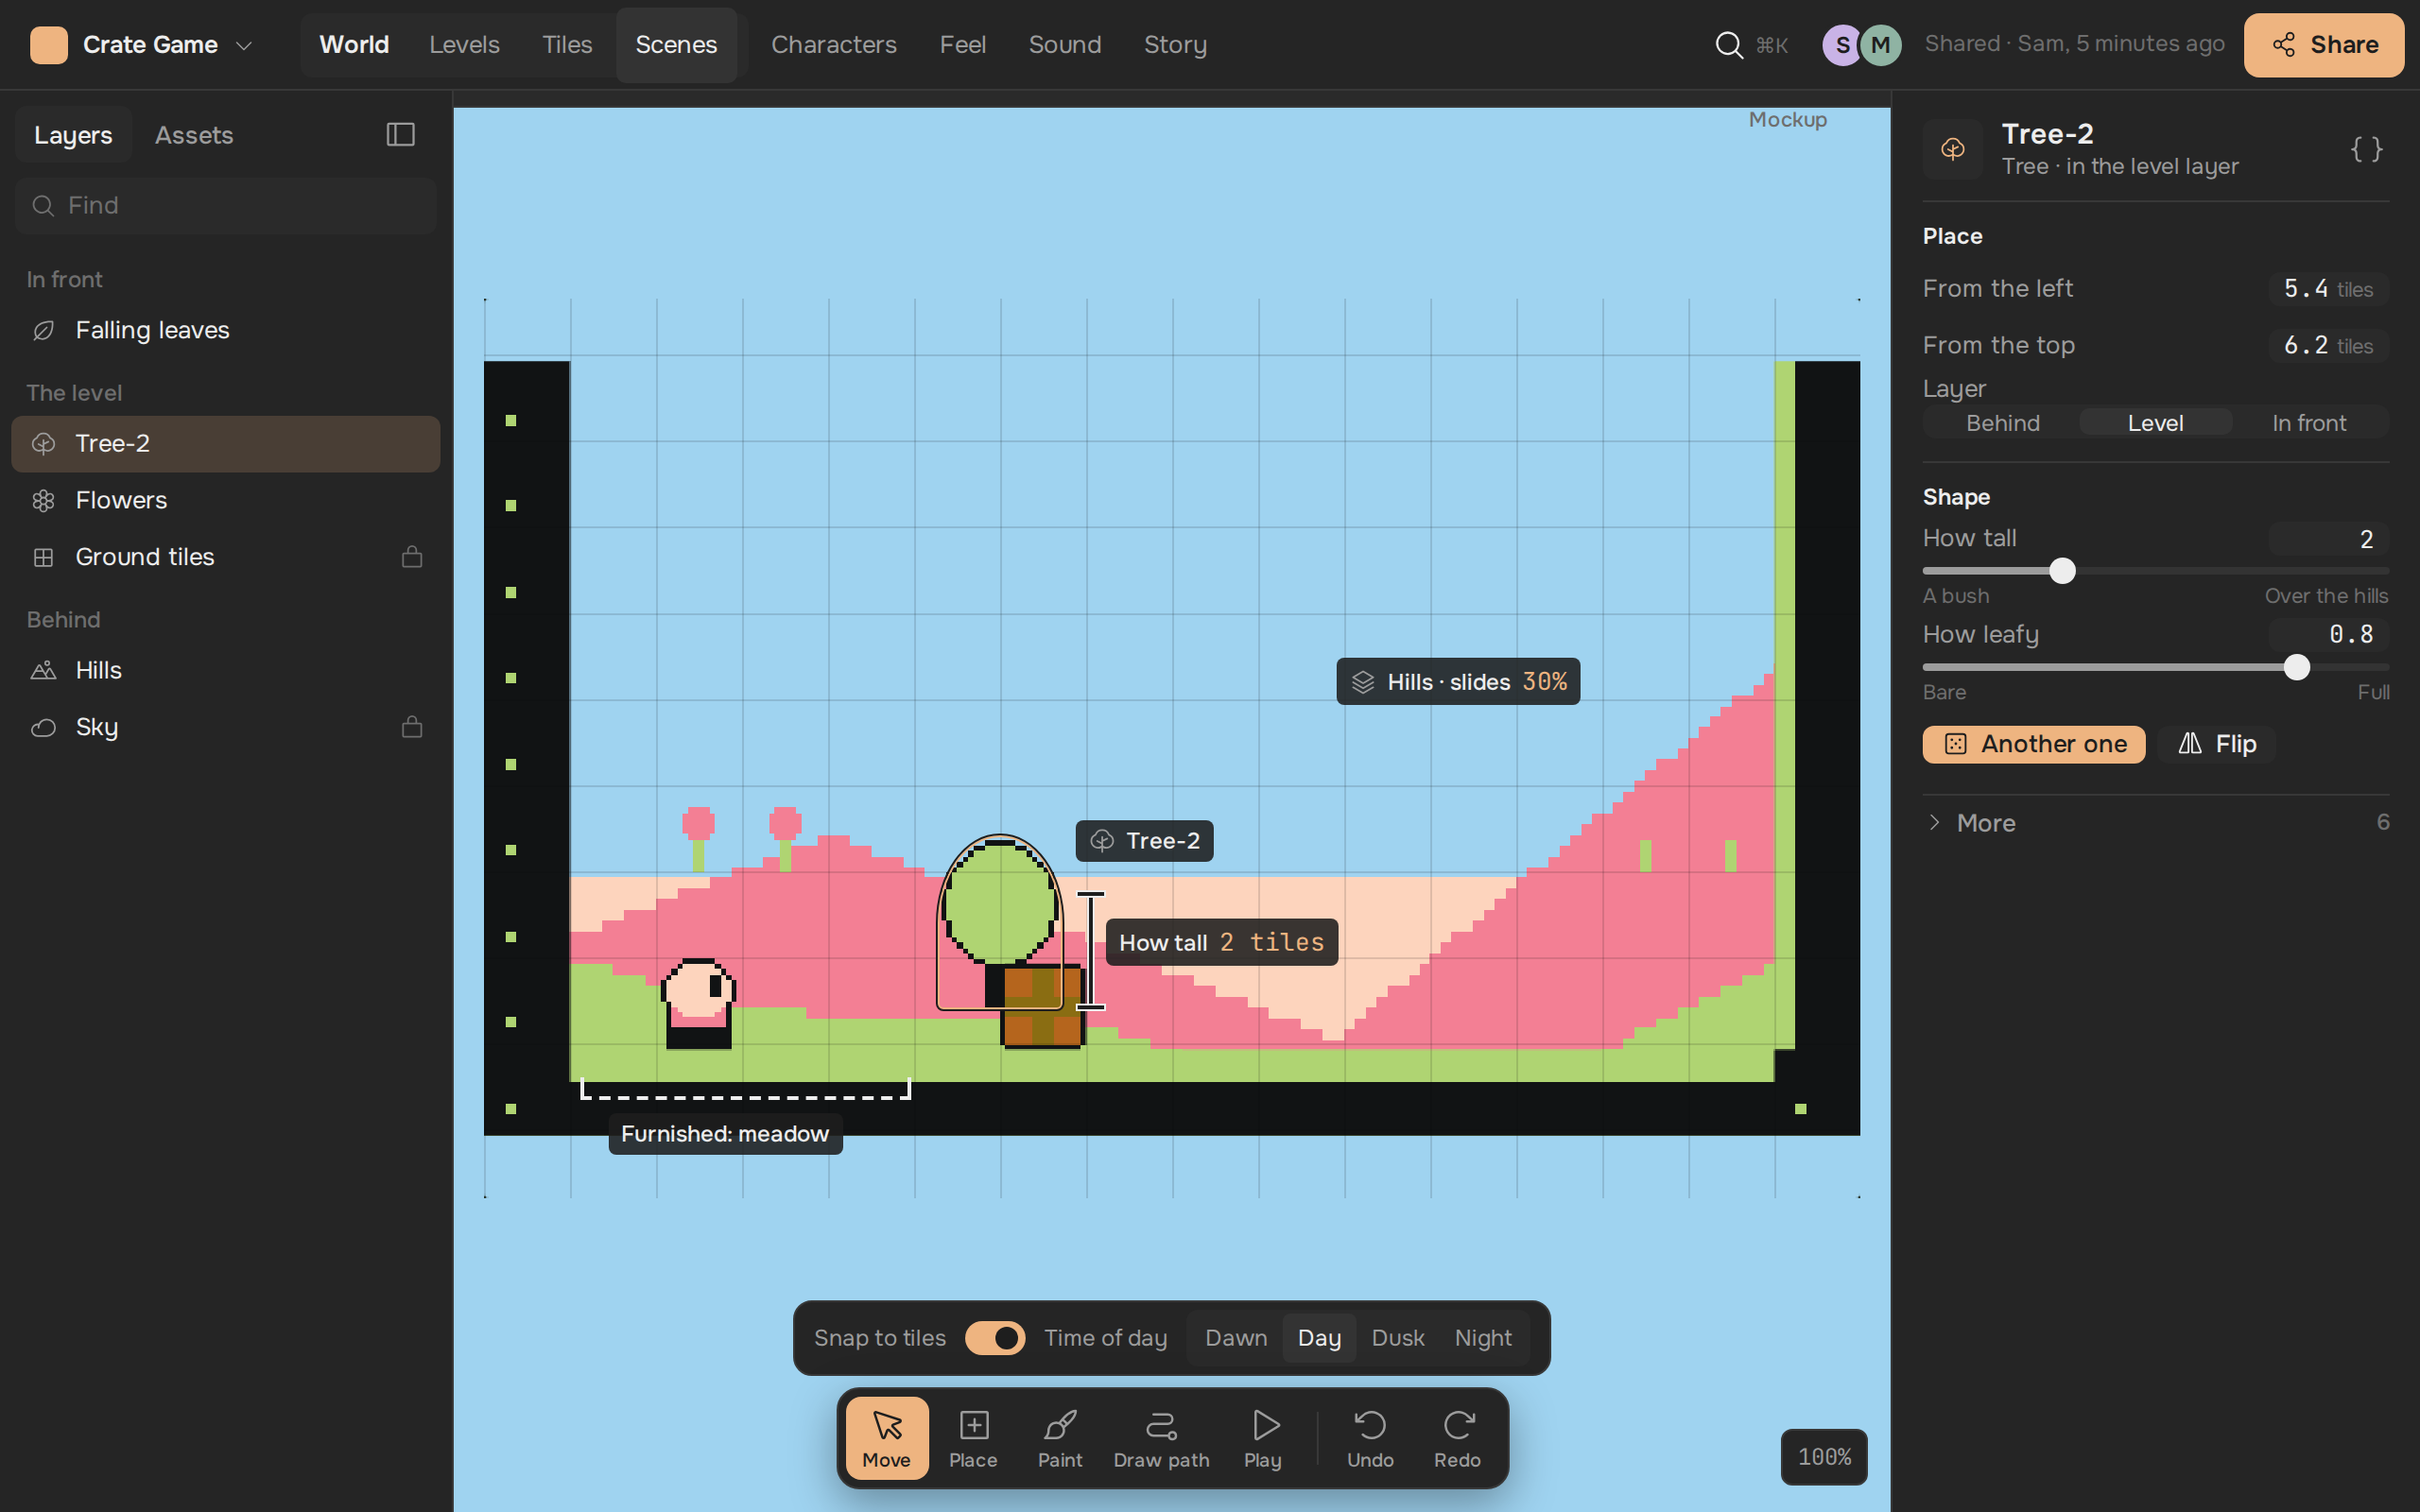 Crate Game World Levels Tiles Scenes Characters Feel Sound Story ⌘K S M Shared · Sam, 5 minutes ago Share
Layers Assets
Find
In front
Falling leaves
The level
Tree-2
Flowers
Ground tiles
Behind
Hills
Sky
Mockup
Hills · slides 30%
Tree-2
How tall 2 tiles
Furnished: meadow
Snap to tiles Time of day Dawn Day Dusk Night
Move Place Paint Draw path Play Undo Redo
100%
Tree-2
Tree · in the level layer
{ }
Place
From the left 5.4 tiles
From the top 6.2 tiles
Layer
Behind Level In front
Shape
How tall 2
A bush Over the hills
How leafy 0.8
Bare Full
Another one Flip
More 6